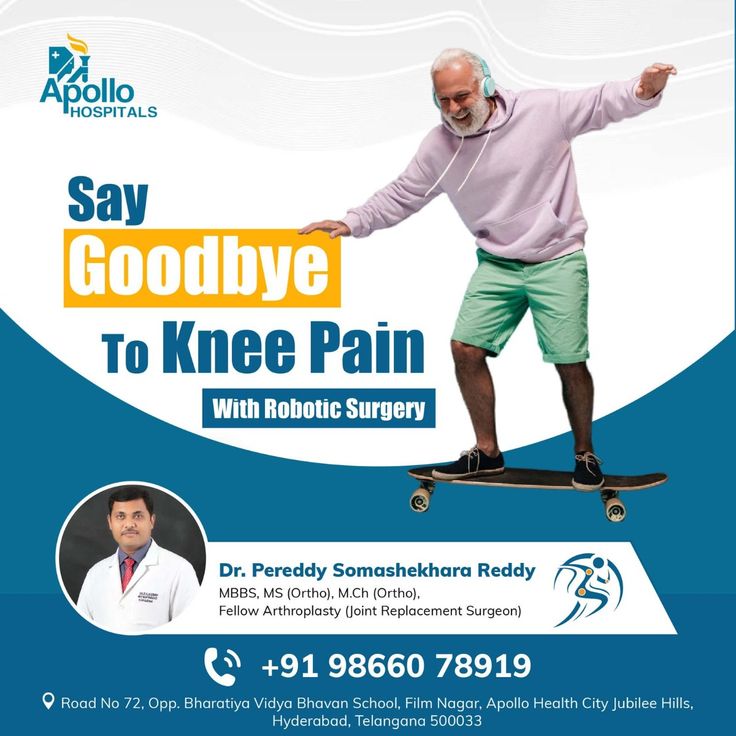 Apollo
HOSPITALS
Say
Goodbye
To Knee Pain
With Robotic Surgery
Dr. Pereddy Somashekhara Reddy
MBBS, MS (Ortho), M.Ch (Ortho),
Fellow Arthroplasty (Joint Replacement Surgeon)
+91 98660 78919
Road No 72, Opp. Bharatiya Vidya Bhavan School, Film Nagar, Apollo Health City Jubilee Hills,
Hyderabad, Telangana 500033